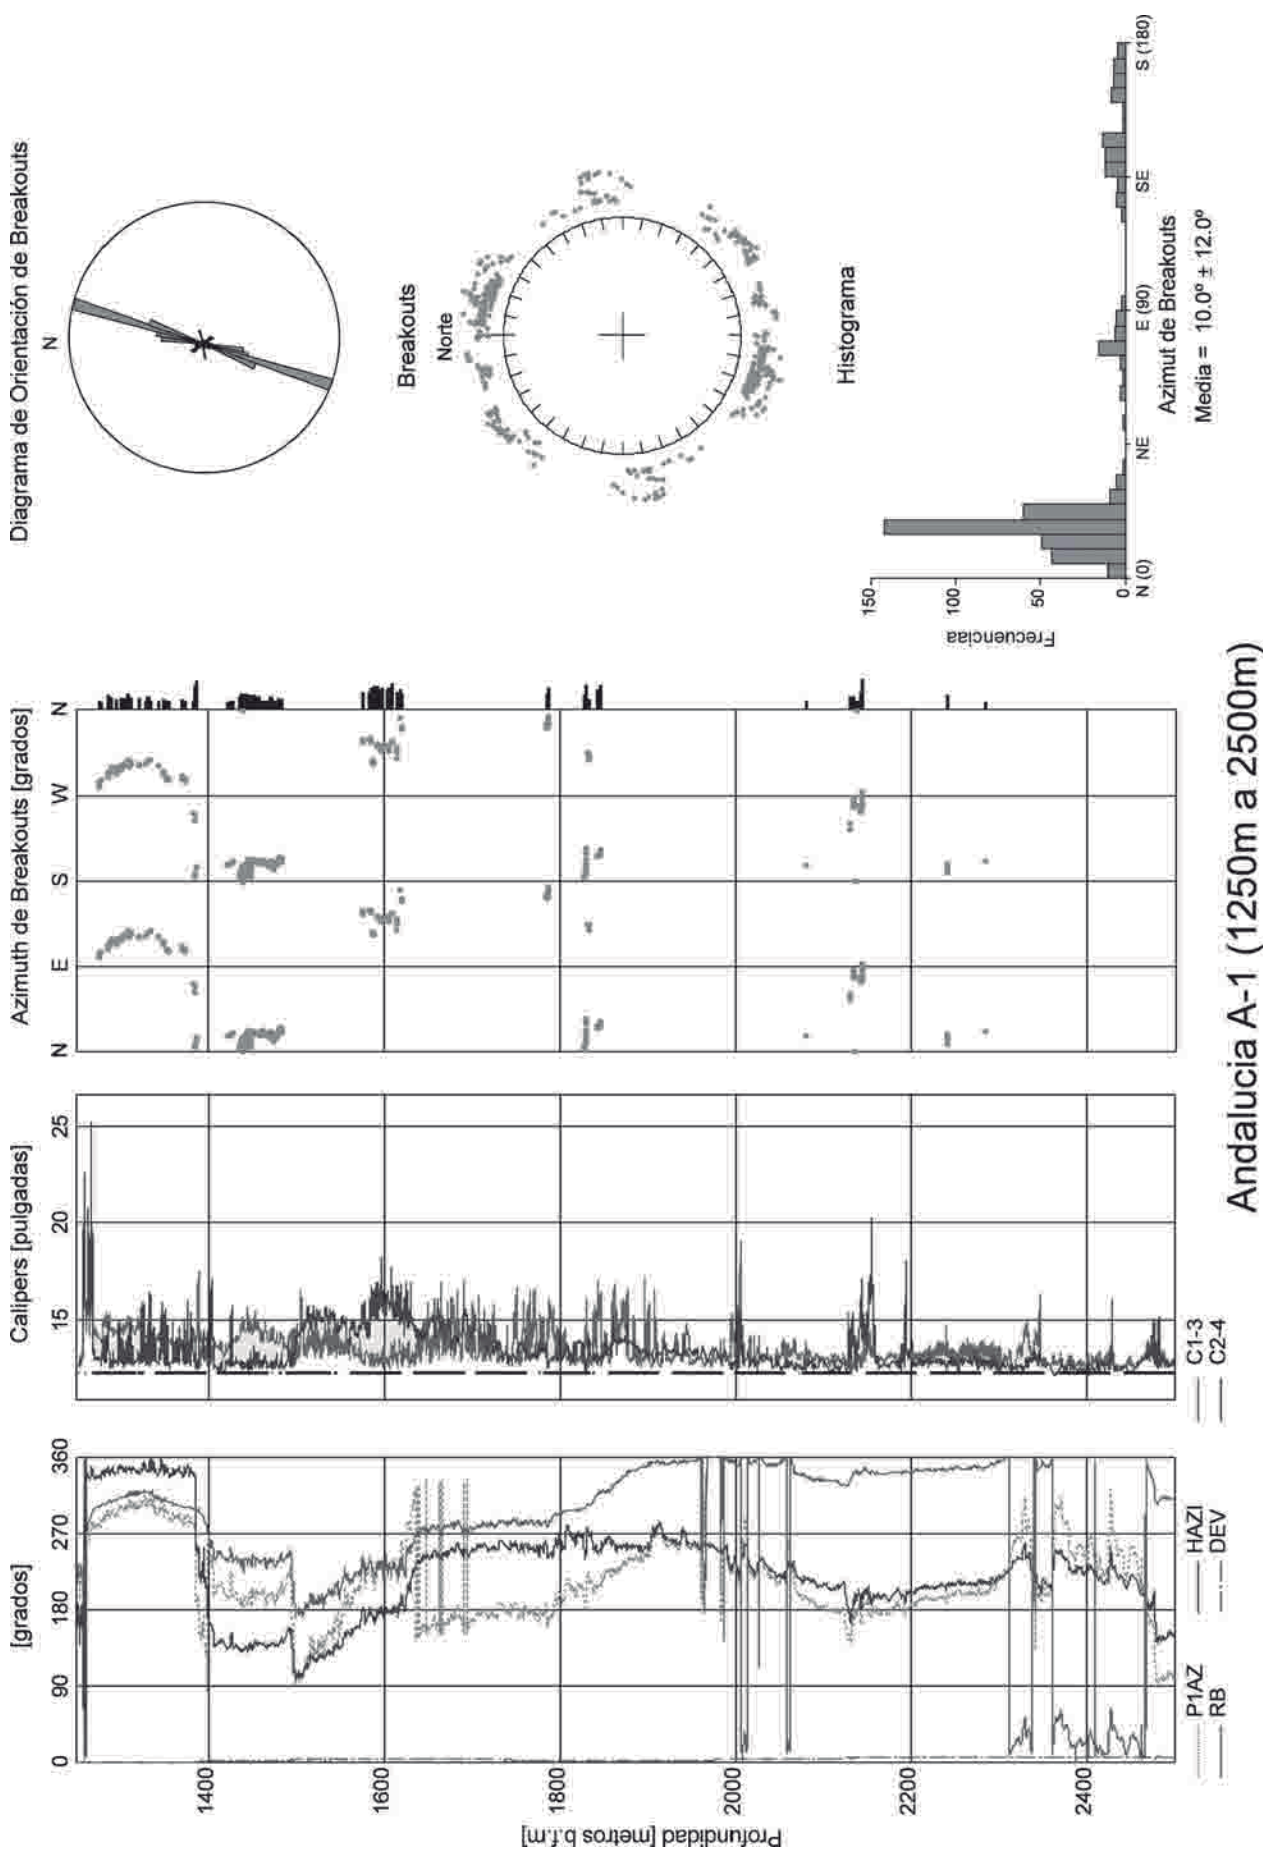 Diagrama de Orientación de Breakouts
N
Breakouts
Norte
Histograma
150
100
50
0
Frecuenciaa
N (0)
NE
E (90)
SE
S (180)
Azimut de Breakouts
Media = 10.0º ± 12.0º
Azimuth de Breakouts [grados]
N
E
S
W
N
Calipers [pulgadas]
15
20
25
C1-3
C2-4
[grados]
0
90
180
270
360
P1AZ
HAZI
RB
DEV
1400
1600
1800
2000
2200
2400
Profundidad [metros b.f.m]
Andalucia A-1 (1250m a 2500m)